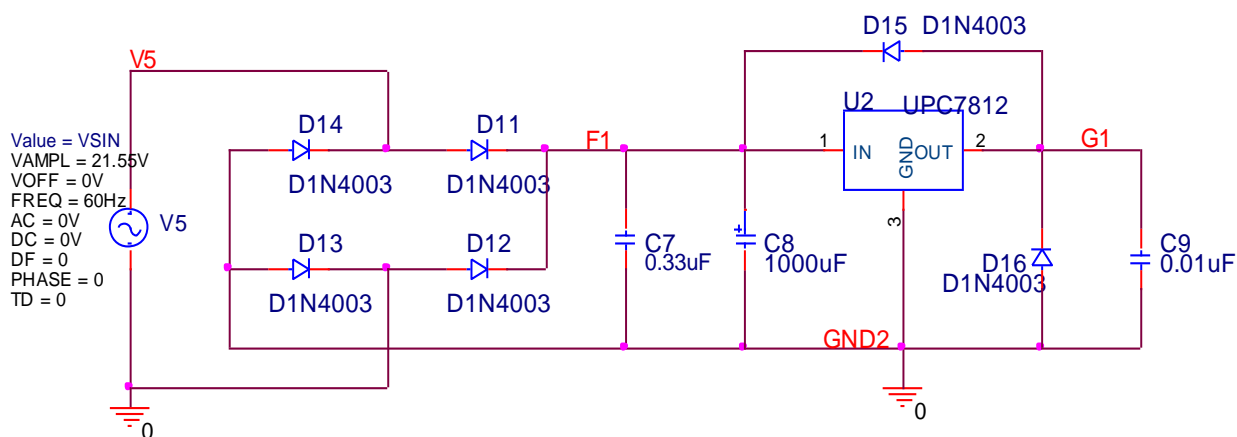 D15 D1N4003
V5
U2 UPC7812
D14 D11
Value = VSIN
VAMPL = 21.55V
VOFF = 0V
FREQ = 60Hz
AC = 0V
DC = 0V
DF = 0
PHASE = 0
TD = 0
F1
1 IN GND OUT 2
G1
D1N4003 D1N4003
V5
3
D13 D12
C7
0.33uF
C8
1000uF
D16
D1N4003
C9
0.01uF
D1N4003 D1N4003
GND2
0
0